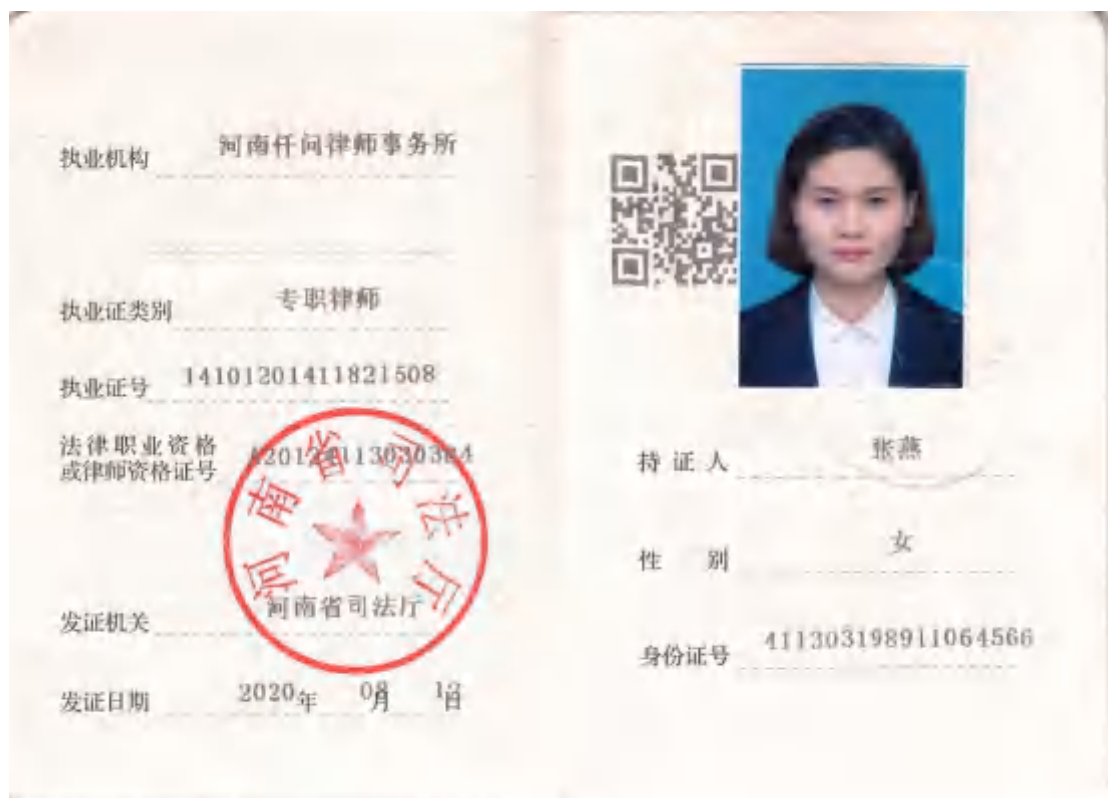 执业机构 河南仟问律师事务所
执业证类别 专职律师
执业证号 14101201411821508
法律职业资格
或律师资格证号
河南省司法厅
发证机关 河南省司法厅
发证日期 2020年 08月 12日
持证人 张燕
性别 女
身份证号 411303198911064566